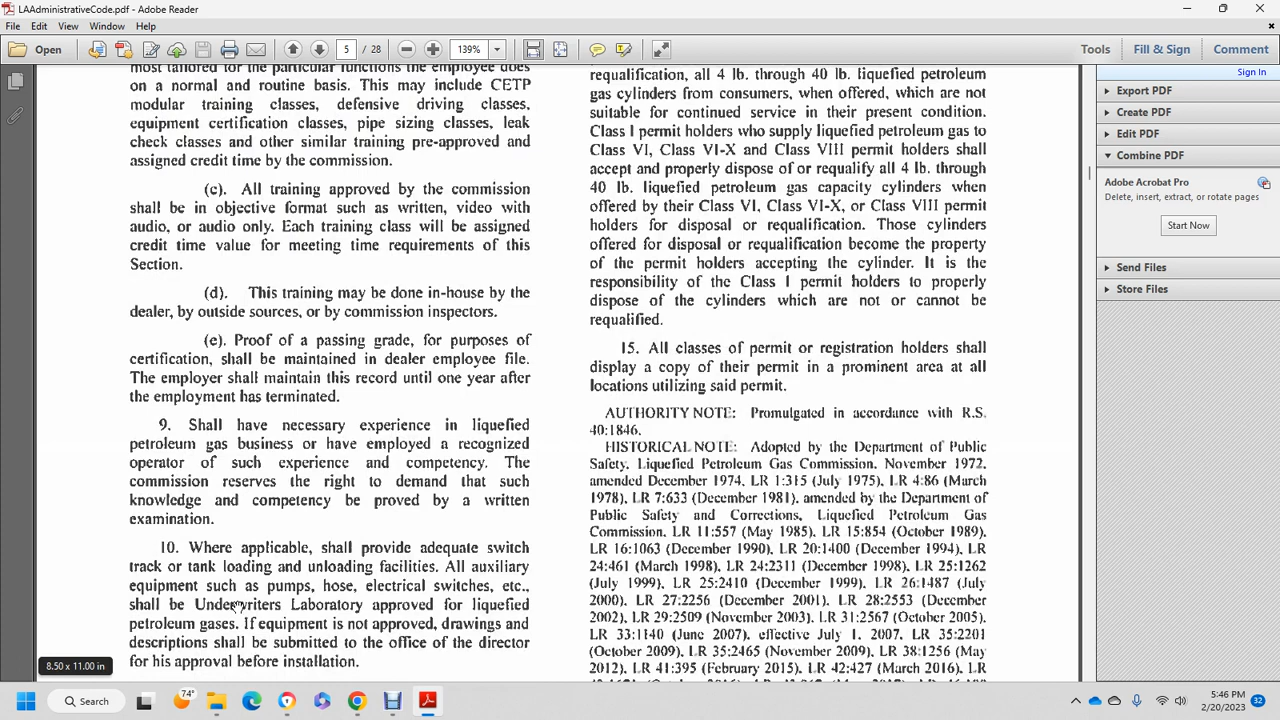 LAAdministrativeCode.pdf - Adobe Reader
File Edit View Window Help
Open
5 / 28
139%
Tools
Fill & Sign
Comment
most tailored for the particular functions the employee does
on a normal and routine basis. This may include CETP
modular training classes, defensive driving classes,
equipment certification classes, pipe sizing classes, leak
check classes and other similar training pre-approved and
assigned credit time by the commission.
(c). All training approved by the commission
shall be in objective format such as written, video with
audio, or audio only. Each training class will be assigned
credit time value for meeting time requirements of this
Section.
(d). This training may be done in-house by the
dealer, by outside sources, or by commission inspectors.
(e). Proof of a passing grade, for purposes of
certification, shall be maintained in dealer employee file.
The employer shall maintain this record until one year after
the employment has terminated.
9. Shall have necessary experience in liquefied
petroleum gas business or have employed a recognized
operator of such experience and competency. The
commission reserves the right to demand that such
knowledge and competency be proved by a written
examination.
10. Where applicable, shall provide adequate switch
track or tank loading and unloading facilities. All auxiliary
equipment such as pumps, hose, electrical switches, etc.,
shall be Underwriters Laboratory approved for liquefied
petroleum gases. If equipment is not approved, drawings and
descriptions shall be submitted to the office of the director
for his approval before installation.
8.50 x 11.00 in
requalification, all 4 lb. through 40 lb. liquefied petroleum
gas cylinders from consumers, when offered, which are not
suitable for continued service in their present condition.
Class I permit holders who supply liquefied petroleum gas to
Class VI, Class VI-X and Class VIII permit holders shall
accept and properly dispose of or requalify all 4 lb. through
40 lb. liquefied petroleum gas capacity cylinders when
offered by their Class VI, Class VI-X, or Class VIII permit
holders for disposal or requalification. Those cylinders
offered for disposal or requalification become the property
of the permit holders accepting the cylinder. It is the
responsibility of the Class I permit holders to properly
dispose of the cylinders which are not or cannot be
requalified.
15. All classes of permit or registration holders shall
display a copy of their permit in a prominent area at all
locations utilizing said permit.
AUTHORITY NOTE: Promulgated in accordance with R.S.
40:1846.
HISTORICAL NOTE: Adopted by the Department of Public
Safety, Liquefied Petroleum Gas Commission, November 1972,
amended December 1974, LR 1:315 (July 1975), LR 4:86 (March
1978), LR 7:633 (December 1981), amended by the Department of
Public Safety and Corrections, Liquefied Petroleum Gas
Commission, LR 11:557 (May 1985), LR 15:854 (October 1989),
LR 16:1063 (December 1990), LR 20:1400 (December 1994), LR
24:461 (March 1998), LR 24:2311 (December 1998), LR 25:1262
(July 1999), LR 25:2410 (December 1999), LR 26:1487 (July
2000), LR 27:2256 (December 2001), LR 28:2553 (December
2002), LR 29:2509 (November 2003), LR 31:2567 (October 2005),
LR 33:1140 (June 2007), effective July 1, 2007, LR 35:2201
(October 2009), LR 35:2465 (November 2009), LR 38:1256 (May
2012), LR 41:395 (February 2015), LR 42:427 (March 2016), LR
Sign In
Export PDF
Create PDF
Edit PDF
Combine PDF
Adobe Acrobat Pro
Delete, insert, extract, or rotate pages
Start Now
Send Files
Store Files
Search
74°
5:46 PM
2/20/2023
32